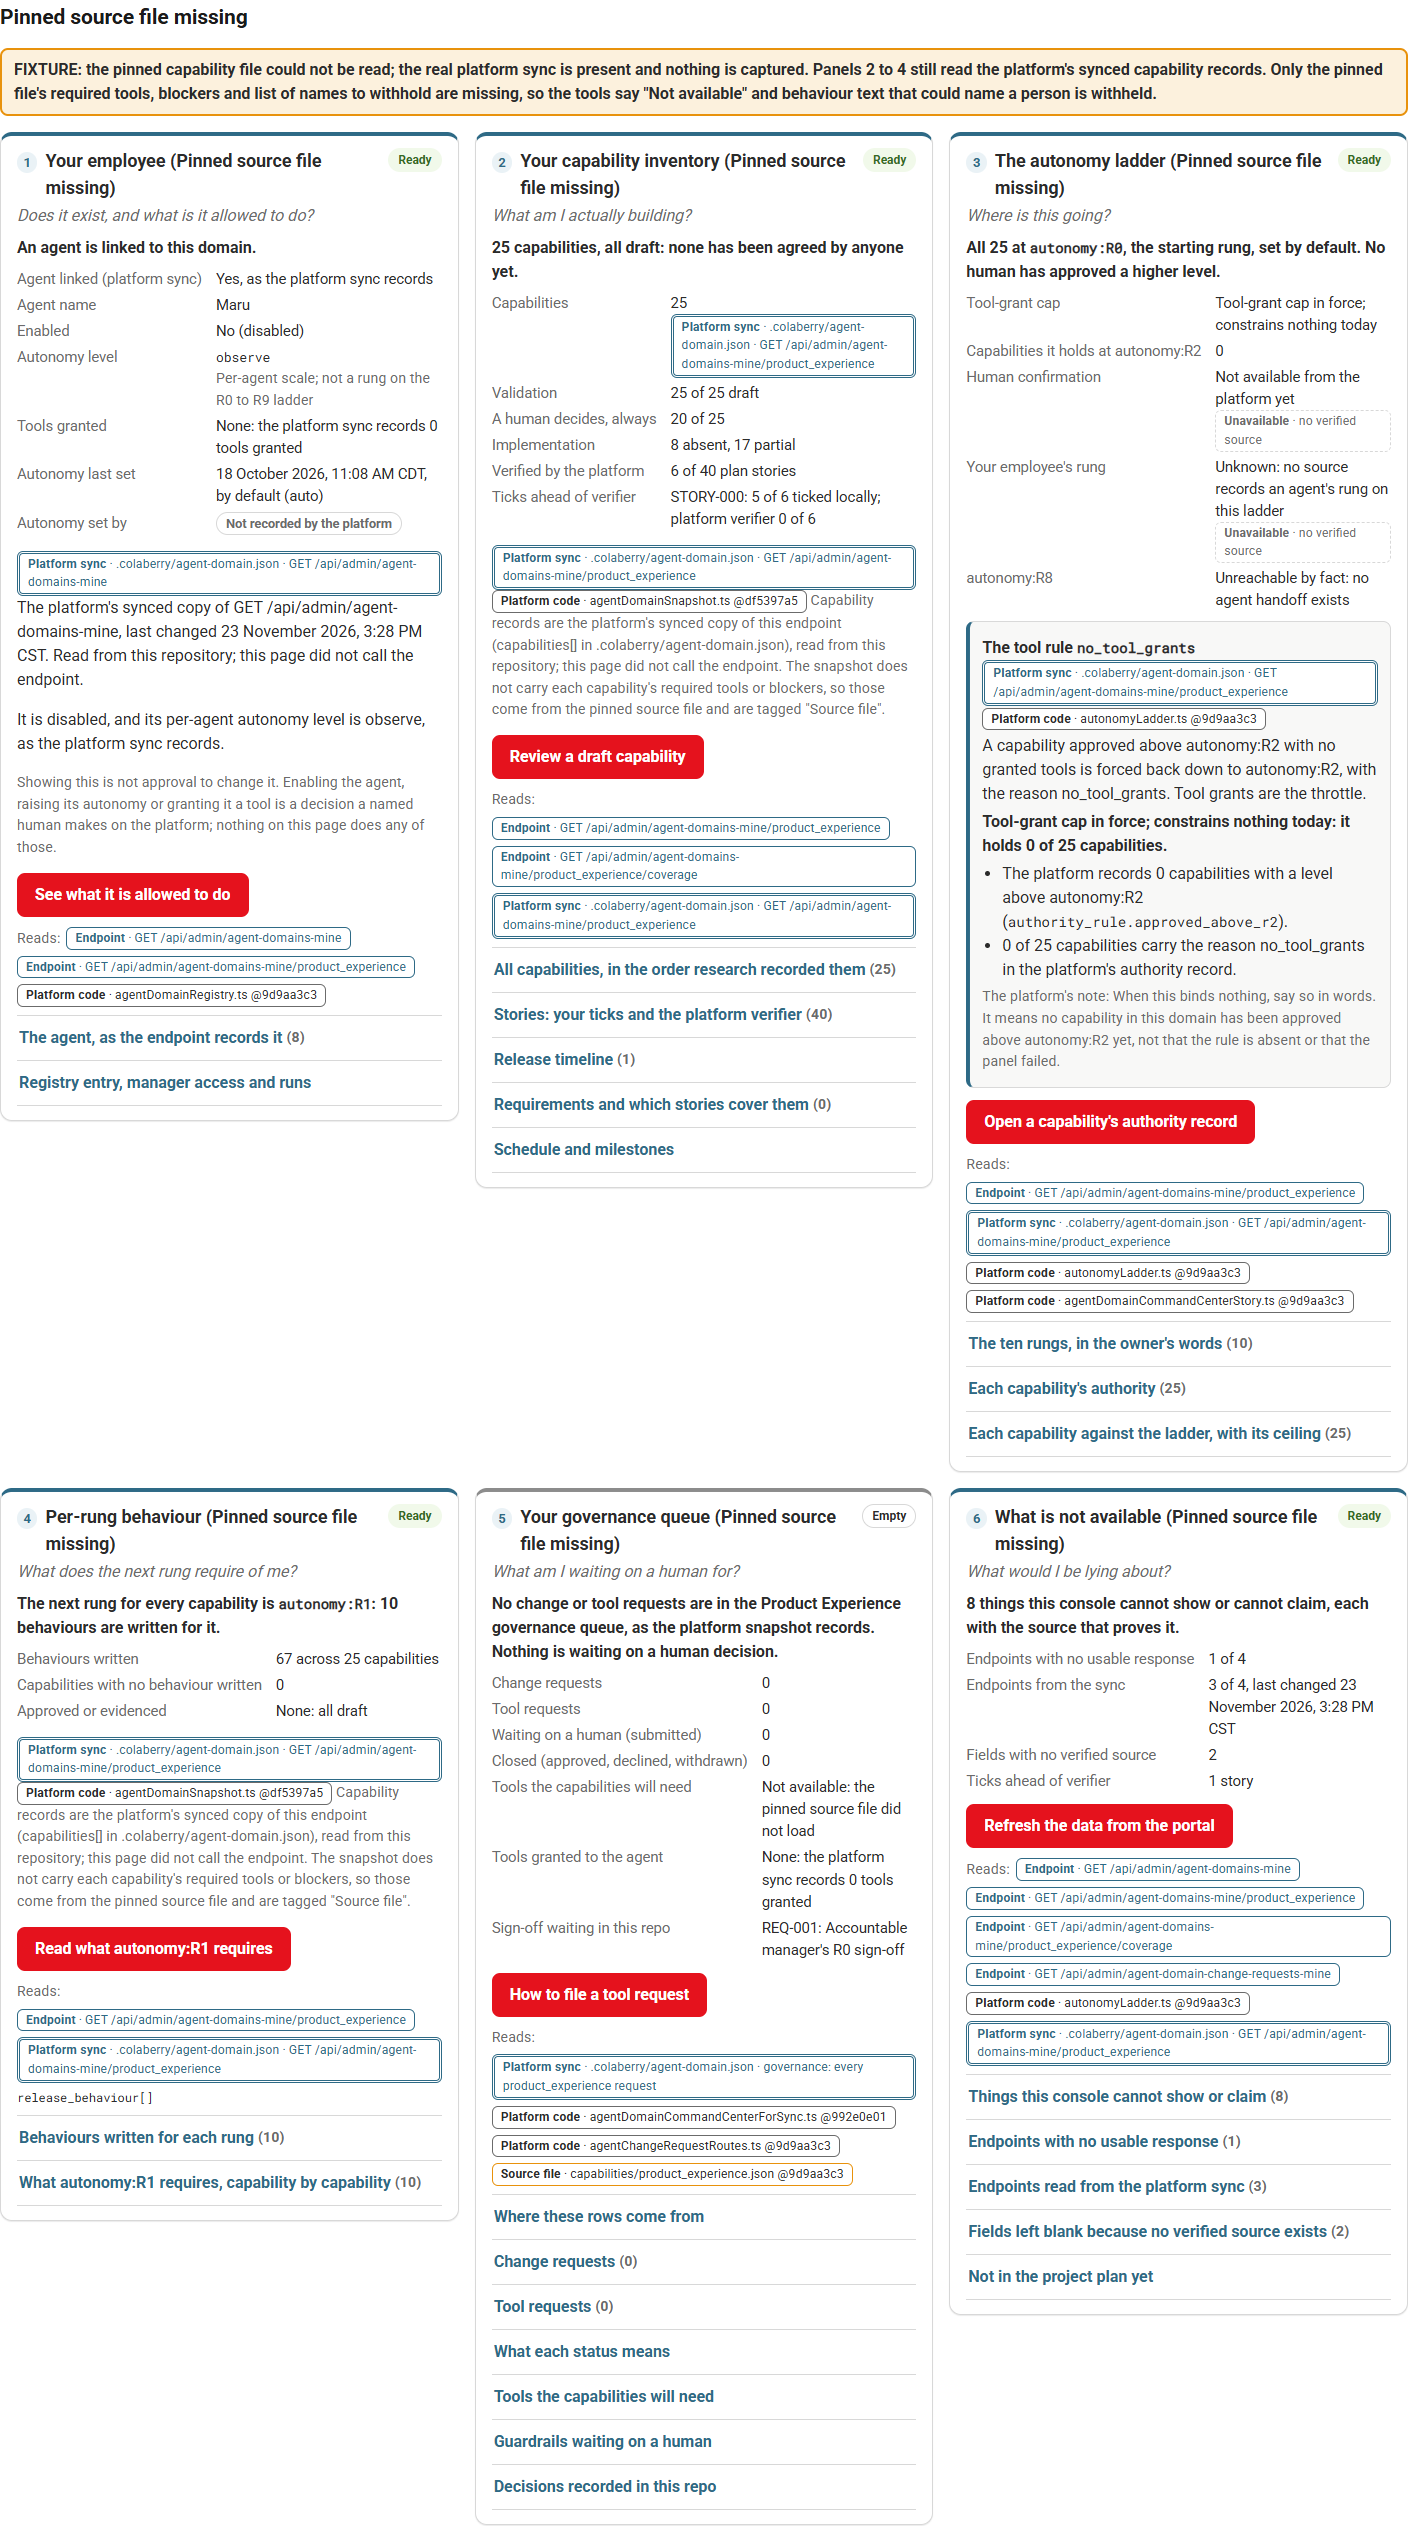 Pinned source file missing
FIXTURE: the pinned capability file could not be read; the real platform sync is present and nothing is captured. Panels 2 to 4 still read the platform's synced capability records. Only the pinned
file's required tools, blockers and list of names to withhold are missing, so the tools say "Not available" and behaviour text that could name a person is withheld.
1 Your employee (Pinned source file
missing)
Ready
Does it exist, and what is it allowed to do?
An agent is linked to this domain.
Agent linked (platform sync) Yes, as the platform sync records
Agent name Maru
Enabled No (disabled)
Autonomy level observe
Per-agent scale; not a rung on the
R0 to R9 ladder
Tools granted None: the platform sync records 0
tools granted
Autonomy last set 18 October 2026, 11:08 AM CDT,
by default (auto)
Autonomy set by Not recorded by the platform
Platform sync · .colaberry/agent-domain.json · GET /api/admin/agent-
domains-mine
The platform's synced copy of GET /api/admin/agent-
domains-mine, last changed 23 November 2026, 3:28 PM
CST. Read from this repository; this page did not call the
endpoint.
It is disabled, and its per-agent autonomy level is observe,
as the platform sync records.
Showing this is not approval to change it. Enabling the agent,
raising its autonomy or granting it a tool is a decision a named
human makes on the platform; nothing on this page does any of
those.
See what it is allowed to do
Reads: Endpoint · GET /api/admin/agent-domains-mine
Endpoint · GET /api/admin/agent-domains-mine/product_experience
Platform code · agentDomainRegistry.ts @9d9aa3c3
The agent, as the endpoint records it (8)
Registry entry, manager access and runs
2 Your capability inventory (Pinned source
file missing)
Ready
What am I actually building?
25 capabilities, all draft: none has been agreed by anyone
yet.
Capabilities 25
Platform sync · .colaberry/agent-
domain.json · GET /api/admin/agent-
domains-mine/product_experience
Validation 25 of 25 draft
A human decides, always 20 of 25
Implementation 8 absent, 17 partial
Verified by the platform 6 of 40 plan stories
Ticks ahead of verifier STORY-000: 5 of 6 ticked locally;
platform verifier 0 of 6
Platform sync · .colaberry/agent-domain.json · GET /api/admin/agent-
domains-mine/product_experience
Platform code · agentDomainSnapshot.ts @df5397a5 Capability
records are the platform's synced copy of this endpoint
(capabilities[] in .colaberry/agent-domain.json), read from this
repository; this page did not call the endpoint. The snapshot does
not carry each capability's required tools or blockers, so those
come from the pinned source file and are tagged "Source file".
Review a draft capability
Reads:
Endpoint · GET /api/admin/agent-domains-mine/product_experience
Endpoint · GET /api/admin/agent-domains-
mine/product_experience/coverage
Platform sync · .colaberry/agent-domain.json · GET /api/admin/agent-
domains-mine/product_experience
All capabilities, in the order research recorded them (25)
Stories: your ticks and the platform verifier (40)
Release timeline (1)
Requirements and which stories cover them (0)
Schedule and milestones
3 The autonomy ladder (Pinned source file
missing)
Ready
Where is this going?
All 25 at autonomy:R0, the starting rung, set by default. No
human has approved a higher level.
Tool-grant cap Tool-grant cap in force;
constrains nothing today
Capabilities it holds at autonomy:R2 0
Human confirmation Not available from the
platform yet
Unavailable · no verified
source
Your employee's rung Unknown: no source
records an agent's rung on
this ladder
Unavailable · no verified
source
autonomy:R8 Unreachable by fact: no
agent handoff exists
The tool rule no_tool_grants
Platform sync · .colaberry/agent-domain.json · GET
/api/admin/agent-domains-mine/product_experience
Platform code · autonomyLadder.ts @9d9aa3c3
A capability approved above autonomy:R2 with no
granted tools is forced back down to autonomy:R2, with
the reason no_tool_grants. Tool grants are the throttle.
Tool-grant cap in force; constrains nothing today: it
holds 0 of 25 capabilities.
• The platform records 0 capabilities with a level
above autonomy:R2
(authority_rule.approved_above_r2).
• 0 of 25 capabilities carry the reason no_tool_grants
in the platform's authority record.
The platform's note: When this binds nothing, say so in words.
It means no capability in this domain has been approved
above autonomy:R2 yet, not that the rule is absent or that the
panel failed.
Open a capability's authority record
Reads:
Endpoint · GET /api/admin/agent-domains-mine/product_experience
Platform sync · .colaberry/agent-domain.json · GET /api/admin/agent-
domains-mine/product_experience
Platform code · autonomyLadder.ts @9d9aa3c3
Platform code · agentDomainCommandCenterStory.ts @9d9aa3c3
The ten rungs, in the owner's words (10)
Each capability's authority (25)
Each capability against the ladder, with its ceiling (25)
4 Per-rung behaviour (Pinned source file
missing)
Ready
What does the next rung require of me?
The next rung for every capability is autonomy:R1: 10
behaviours are written for it.
Behaviours written 67 across 25 capabilities
Capabilities with no behaviour written 0
Approved or evidenced None: all draft
Platform sync · .colaberry/agent-domain.json · GET /api/admin/agent-
domains-mine/product_experience
Platform code · agentDomainSnapshot.ts @df5397a5 Capability
records are the platform's synced copy of this endpoint
(capabilities[] in .colaberry/agent-domain.json), read from this
repository; this page did not call the endpoint. The snapshot does
not carry each capability's required tools or blockers, so those
come from the pinned source file and are tagged "Source file".
Read what autonomy:R1 requires
Reads:
Endpoint · GET /api/admin/agent-domains-mine/product_experience
Platform sync · .colaberry/agent-domain.json · GET /api/admin/agent-
domains-mine/product_experience
release_behaviour[]
Behaviours written for each rung (10)
What autonomy:R1 requires, capability by capability (10)
5 Your governance queue (Pinned source
file missing)
Empty
What am I waiting on a human for?
No change or tool requests are in the Product Experience
governance queue, as the platform snapshot records.
Nothing is waiting on a human decision.
Change requests 0
Tool requests 0
Waiting on a human (submitted) 0
Closed (approved, declined, withdrawn) 0
Tools the capabilities will need Not available: the
pinned source file did
not load
Tools granted to the agent None: the platform
sync records 0 tools
granted
Sign-off waiting in this repo REQ-001: Accountable
manager's R0 sign-off
How to file a tool request
Reads:
Platform sync · .colaberry/agent-domain.json · governance: every
product_experience request
Platform code · agentDomainCommandCenterForSync.ts @992e0e01
Platform code · agentChangeRequestRoutes.ts @9d9aa3c3
Source file · capabilities/product_experience.json @9d9aa3c3
Where these rows come from
Change requests (0)
Tool requests (0)
What each status means
Tools the capabilities will need
Guardrails waiting on a human
Decisions recorded in this repo
6 What is not available (Pinned source file
missing)
Ready
What would I be lying about?
8 things this console cannot show or cannot claim, each
with the source that proves it.
Endpoints with no usable response 1 of 4
Endpoints from the sync 3 of 4, last changed 23
November 2026, 3:28 PM
CST
Fields with no verified source 2
Ticks ahead of verifier 1 story
Refresh the data from the portal
Reads: Endpoint · GET /api/admin/agent-domains-mine
Endpoint · GET /api/admin/agent-domains-mine/product_experience
Endpoint · GET /api/admin/agent-domains-
mine/product_experience/coverage
Endpoint · GET /api/admin/agent-domain-change-requests-mine
Platform code · autonomyLadder.ts @9d9aa3c3
Platform sync · .colaberry/agent-domain.json · GET /api/admin/agent-
domains-mine/product_experience
Things this console cannot show or claim (8)
Endpoints with no usable response (1)
Endpoints read from the platform sync (3)
Fields left blank because no verified source exists (2)
Not in the project plan yet